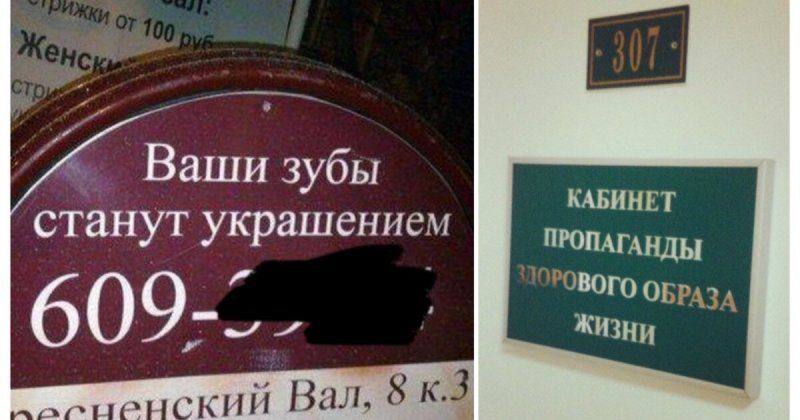 стрижки от 100 руб
Женский
Ваши зубы
станут украшением
609-
ресненский Вал, 8 к.3
307
КАБИНЕТ
ПРОПАГАНДЫ
ЗДОРОВОГО ОБРАЗА
ЖИЗНИ